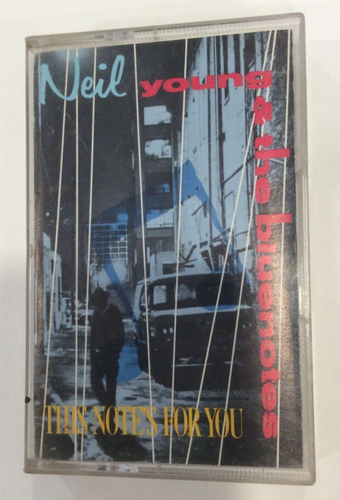 Neil young
& the bluenotes
THIS NOTE'S FOR YOU